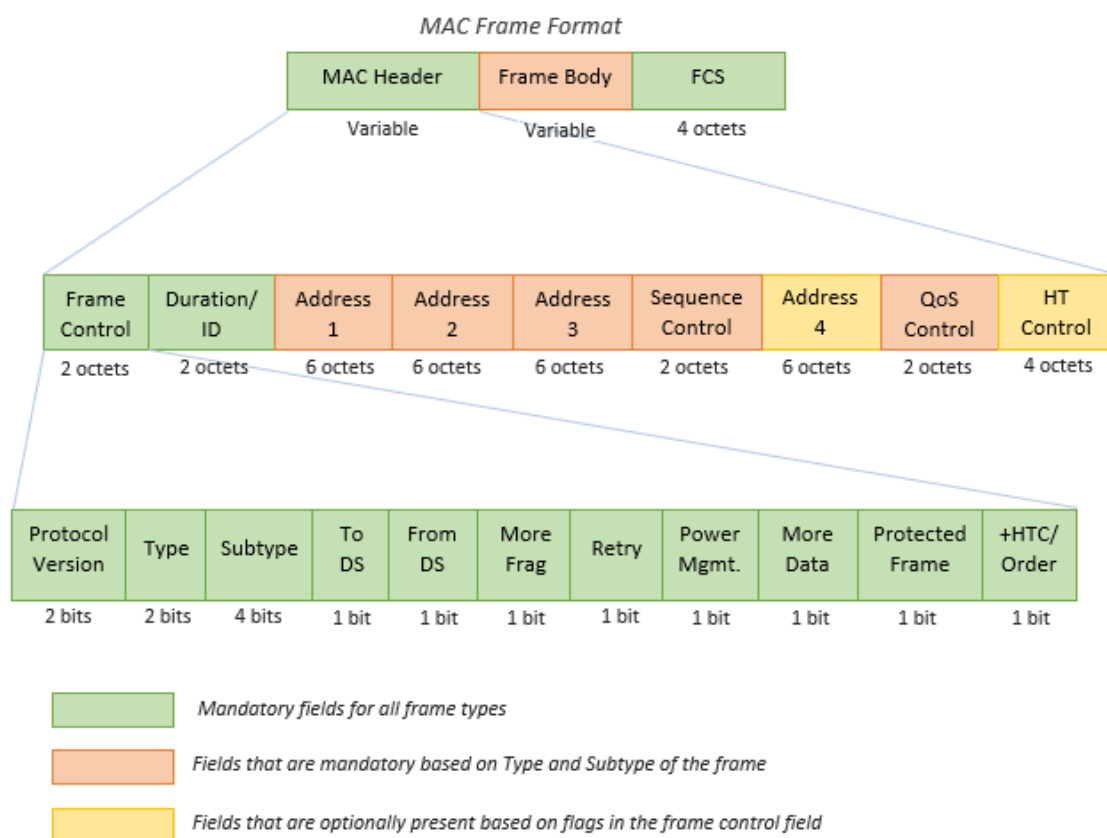 MAC Frame Format
MAC Header Frame Body FCS
Variable Variable 4 octets
Frame Duration/ Address Address Address Sequence Address QoS HT
Control ID 1 2 3 Control 4 Control Control
2 octets 2 octets 6 octets 6 octets 6 octets 2 octets 6 octets 2 octets 4 octets
Protocol Type Subtype To From More Retry Power More Protected +HTC/
Version DS DS Frag Mgmt. Data Frame Order
2 bits 2 bits 4 bits 1 bit 1 bit 1 bit 1 bit 1 bit 1 bit 1 bit 1 bit
Mandatory fields for all frame types
Fields that are mandatory based on Type and Subtype of the frame
Fields that are optionally present based on flags in the frame control field